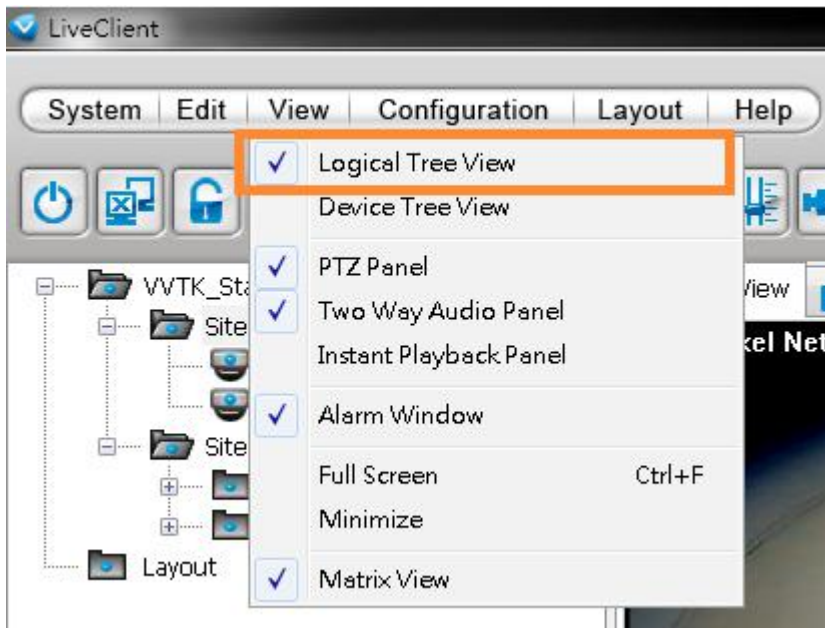 LiveClient
System Edit View Configuration Layout Help
Logical Tree View
Device Tree View
PTZ Panel
Two Way Audio Panel
Instant Playback Panel
Alarm Window
Full Screen Ctrl+F
Minimize
Matrix View
Site
Site
Layout